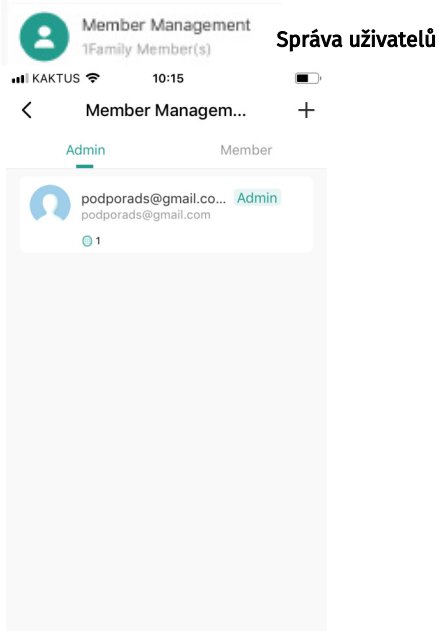 Member Management
1Family Member(s)
Správa uživatelů
KAKTUS 10:15
Member Managem...
Admin Member
podporads@gmail.co... Admin
podporads@gmail.com
1